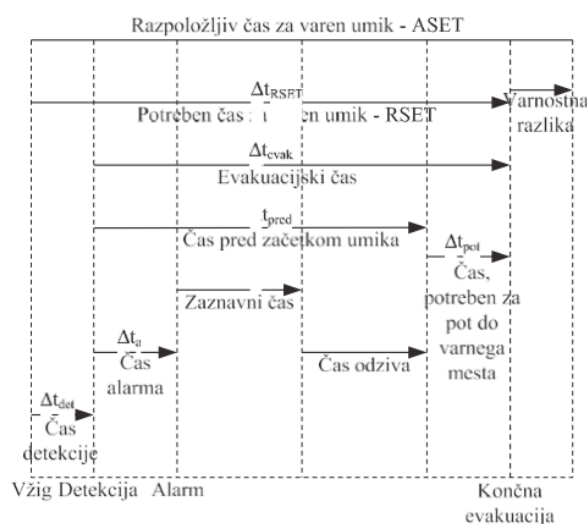 Razpoložljiv čas za varen umik - ASET
Δt_RSET
Potreben čas za en umik - RSET
Varnostna
razlika
Δt_evak
Evakuacijski čas
t_pred
Čas pred začetkom umika
Δt_pot
Čas,
potreben za
pot do
varnega
mesta
Zaznavni čas
Δt_a
Čas
alarma
Čas odziva
Δt_det
Čas
detekcije
Vžig Detekcija Alarm
Končna
evakuacija